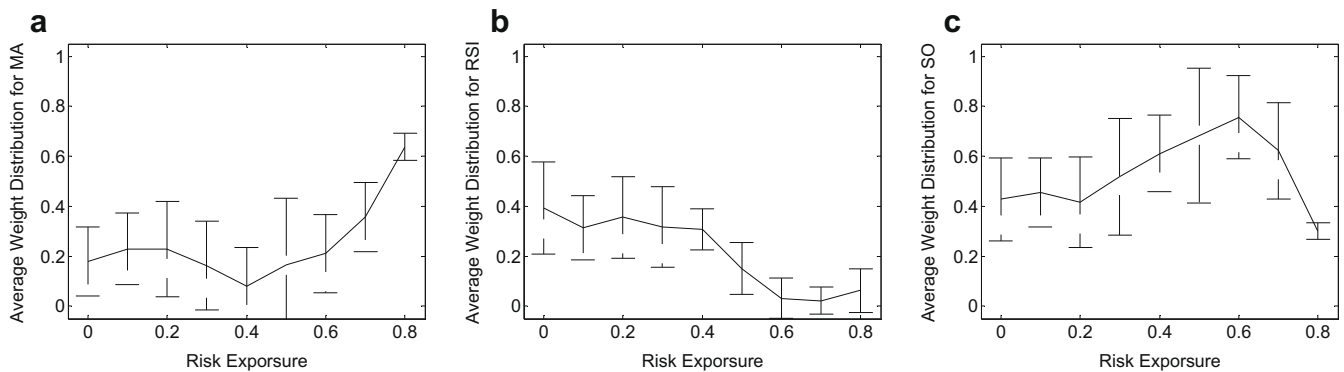 a
Average Weight Distribution for MA
1
0.8
0.6
0.4
0.2
0
0 0.2 0.4 0.6 0.8
Risk Exporsure
b
Average Weight Distribution for RSI
1
0.8
0.6
0.4
0.2
0
0 0.2 0.4 0.6 0.8
Risk Exporsure
c
Average Weight Distribution for SO
1
0.8
0.6
0.4
0.2
0
0 0.2 0.4 0.6 0.8
Risk Exporsure